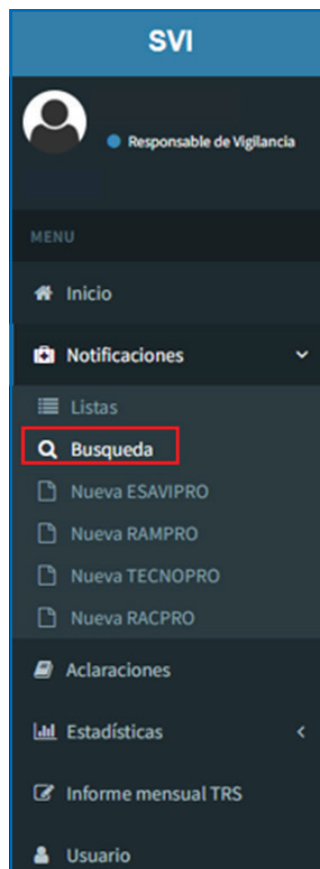 SVI
Responsable de Vigilancia
MENU
Inicio
Notificaciones
Listas
Busqueda
Nueva ESAVIPRO
Nueva RAMPRO
Nueva TECNOPRO
Nueva RACPRO
Aclaraciones
Estadísticas
Informe mensual TRS
Usuario